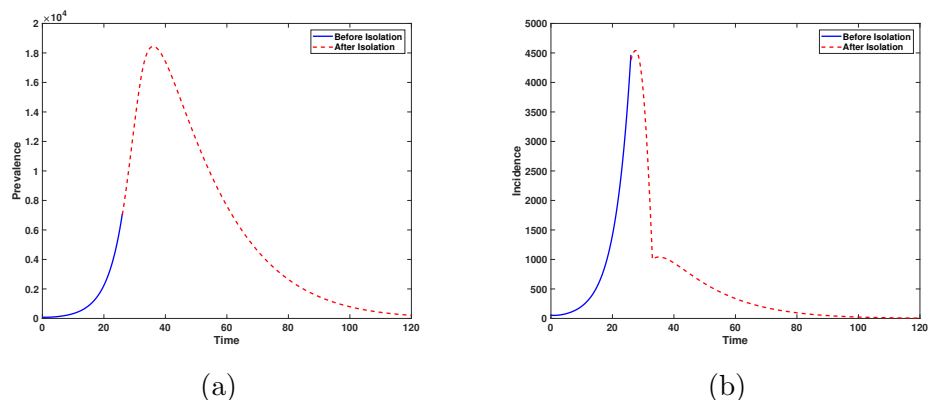 ×10^4
2
1.8
1.6
1.4
1.2
1
0.8
0.6
0.4
0.2
0
Prevalence
0 20 40 60 80 100 120
Time
Before Isolation
After Isolation
(a)
5000
4500
4000
3500
3000
2500
2000
1500
1000
500
0
Incidence
0 20 40 60 80 100 120
Time
Before Isolation
After Isolation
(b)